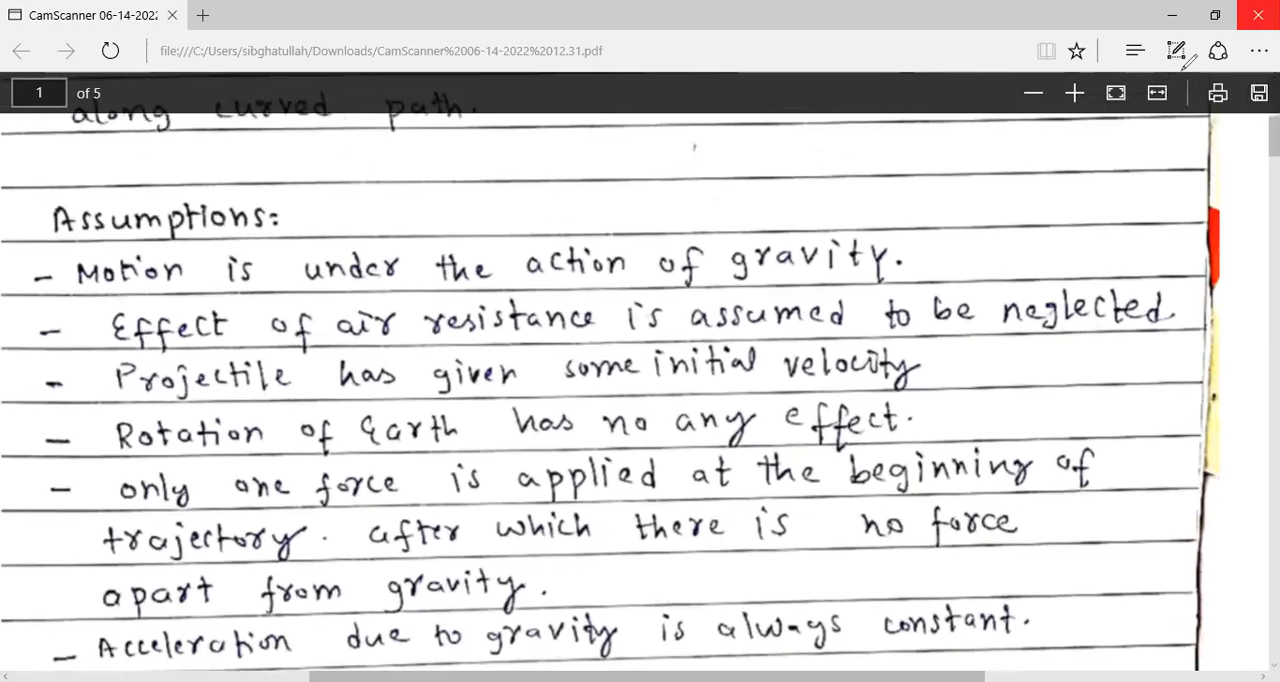 CamScanner 06-14-202
file:///C:/Users/sibghatullah/Downloads/CamScanner%2006-14-2022%2012.31.pdf
1 of 5
along curved path.
Assumptions:
- Motion is under the action of gravity.
- Effect of air resistance is assumed to be neglected.
- Projectile has given some initial velocity
- Rotation of Earth has no any effect.
- only one force is applied at the beginning of
trajectory. after which there is no force
apart from gravity.
- Acceleration due to gravity is always constant.